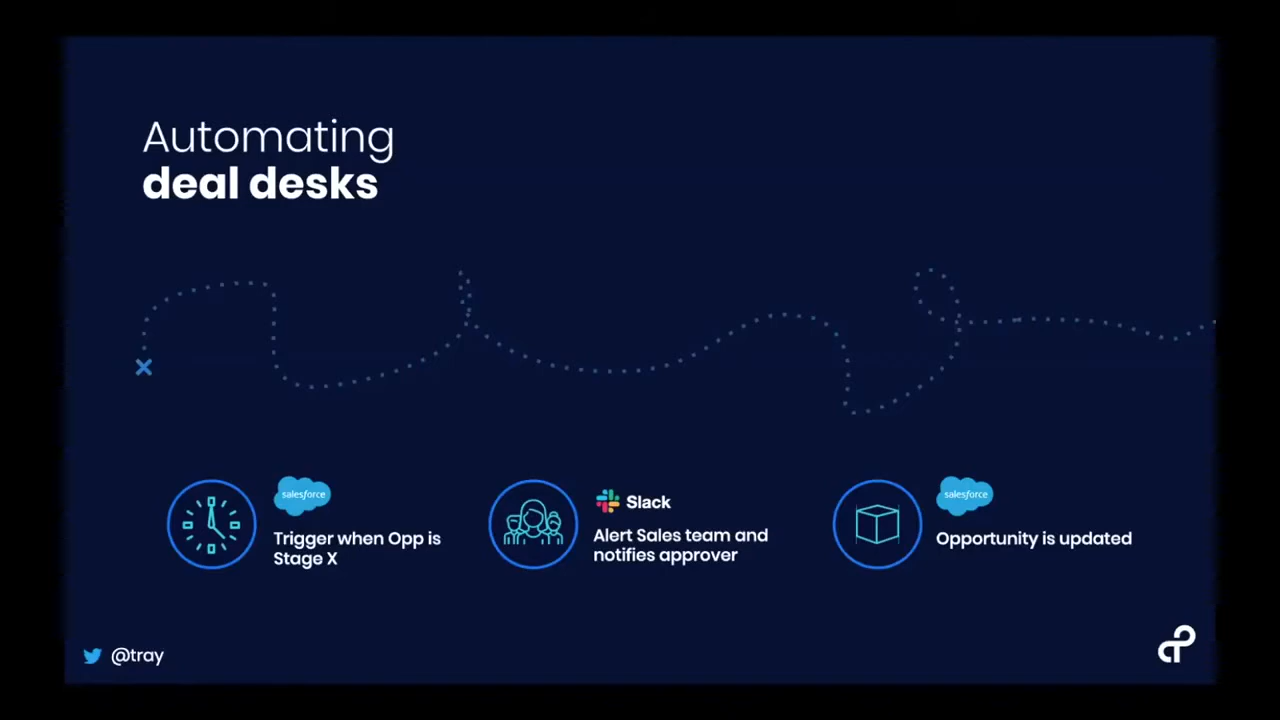 Automating
deal desks
salesforce
Trigger when Opp is
Stage X
Slack
Alert Sales team and
notifies approver
salesforce
Opportunity is updated
@tray